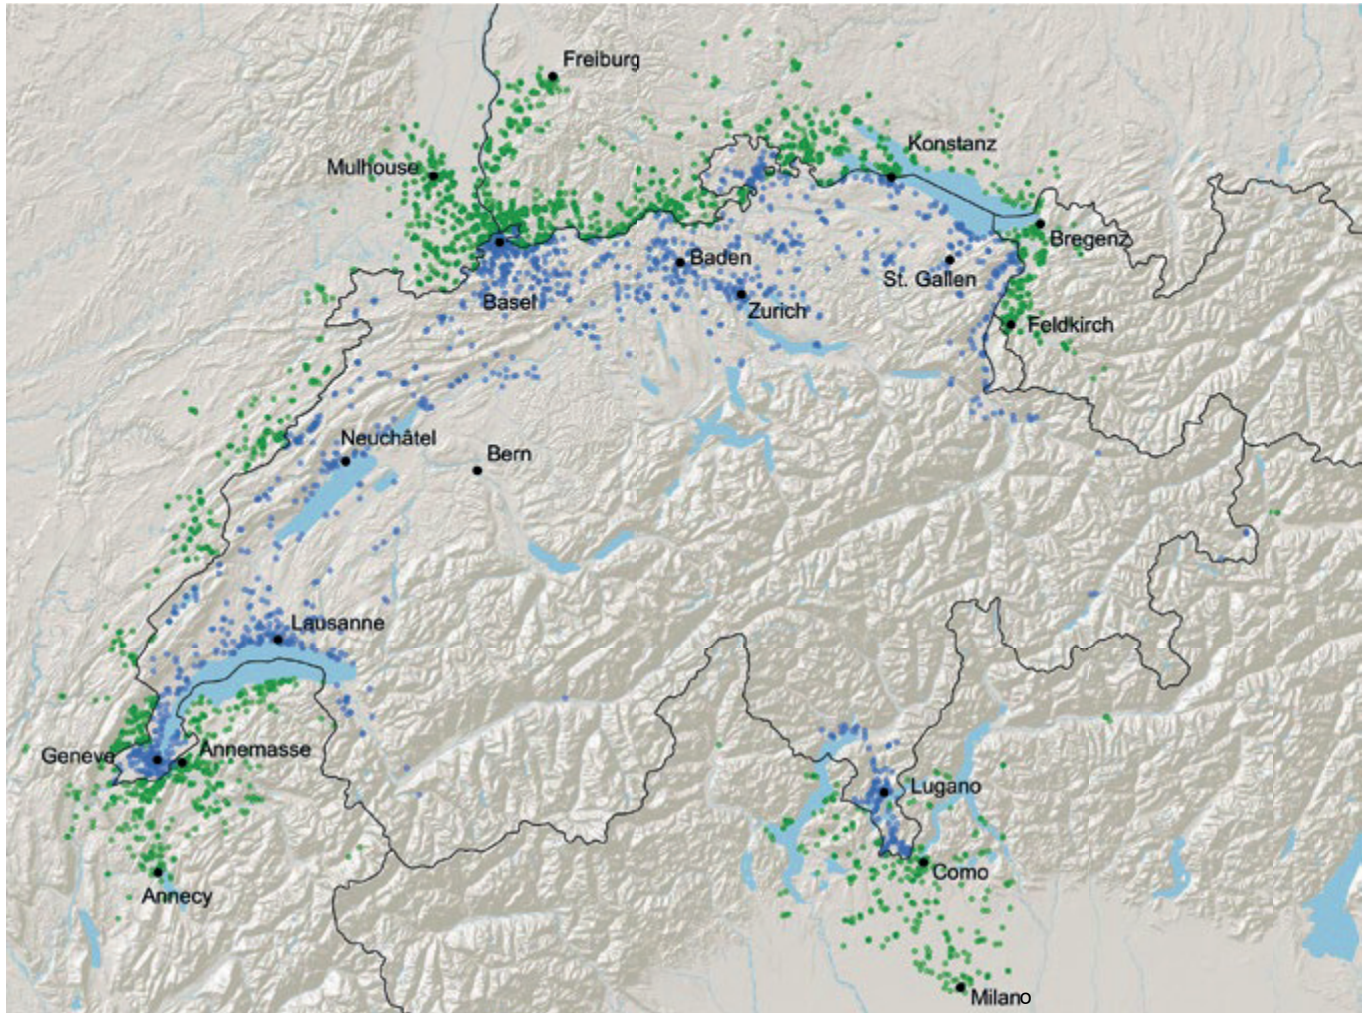 Freiburg
Mulhouse
Konstanz
Bregenz
Baden
St. Gallen
Basel
Zurich
Feldkirch
Neuchâtel
Bern
Lausanne
Geneve
Annemasse
Lugano
Como
Annecy
Milano